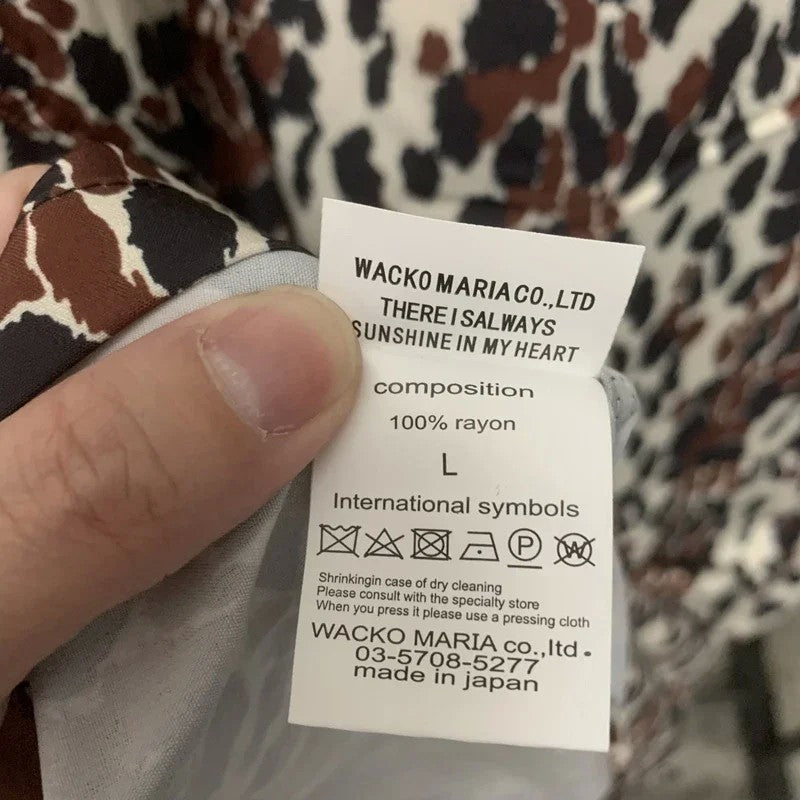 WACKO MARIA CO.,LTD
THERE IS ALWAYS
SUNSHINE IN MY HEART
composition
100% rayon
L
International symbols
P W
Shrinkingin case of dry cleaning
Please consult with the specialty store
When you press it please use a pressing cloth
WACKO MARIA co.,ltd.
03-5708-5277
made in japan